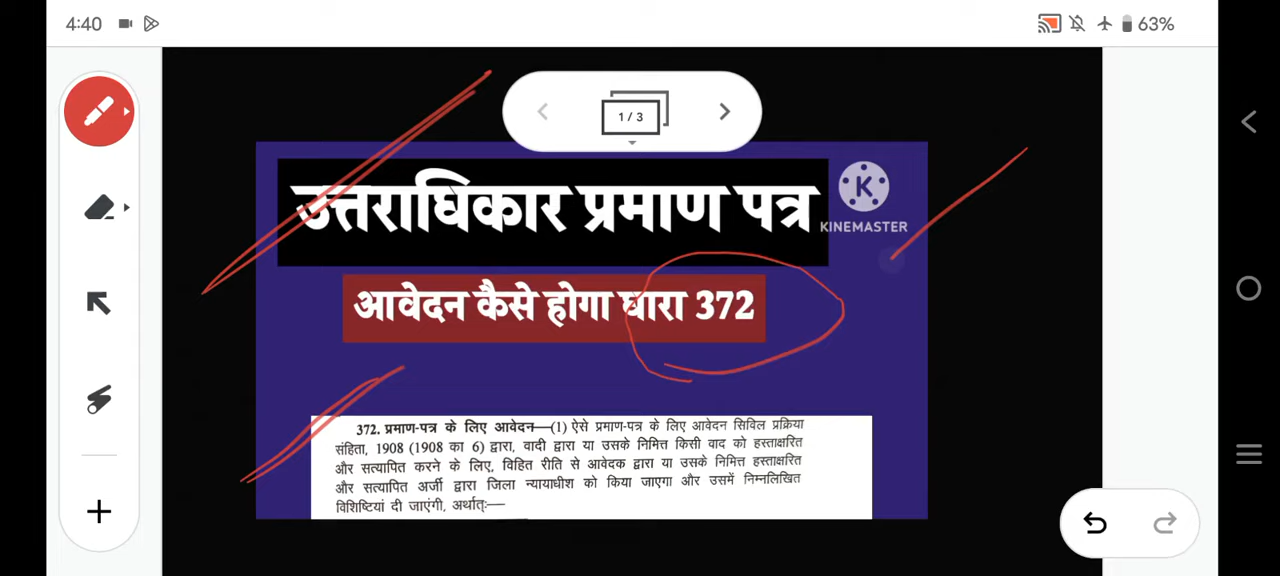 4:40
63%
1 / 3
उत्तराधिकार प्रमाण पत्र
K
KINEMASTER
आवेदन कैसे होगा धारा 372
372. प्रमाण-पत्र के लिए आवेदन—(1) ऐसे प्रमाण-पत्र के लिए आवेदन सिविल प्रक्रिया
संहिता, 1908 (1908 का 6) द्वारा, वादी द्वारा या उसके निमित्त किसी वाद को हस्ताक्षरित
और सत्यापित करने के लिए, विहित रीति से आवेदक द्वारा या उसके निमित्त हस्ताक्षरित
और सत्यापित अर्जी द्वारा जिला न्यायाधीश को किया जाएगा और उसमें निम्नलिखित
विशिष्टियां दी जाएंगी, अर्थात्:—